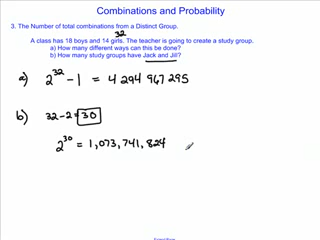 Combinations and Probability
3. The Number of total combinations from a Distinct Group.
32
A class has 18 boys and 14 girls. The teacher is going to create a study group.
a) How many different ways can this be done?
b) How many study groups have Jack and Jill?
a) 2^32 - 1 = 4 294 967 295
b) 32-2=30
2^30 = 1,073,741,824